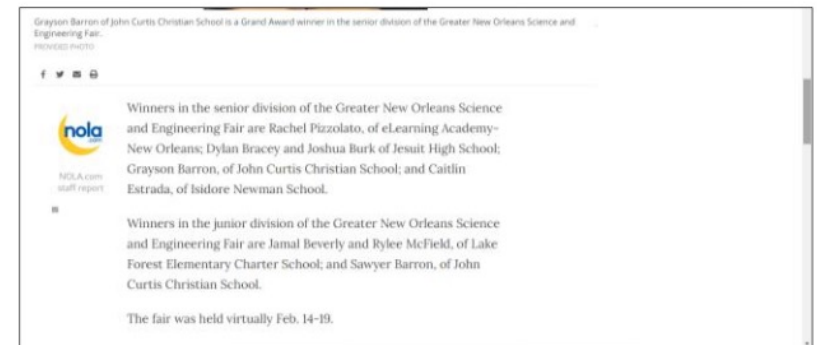 Grayson Barron of John Curtis Christian School is a Grand Award winner in the senior division of the Greater New Orleans Science and
Engineering Fair.
PROVIDED PHOTO
nola
.com
NOLA.com
staff report
Winners in the senior division of the Greater New Orleans Science
and Engineering Fair are Rachel Pizzolato, of eLearning Academy-
New Orleans; Dylan Bracey and Joshua Burk of Jesuit High School;
Grayson Barron, of John Curtis Christian School; and Caitlin
Estrada, of Isidore Newman School.
Winners in the junior division of the Greater New Orleans Science
and Engineering Fair are Jamal Beverly and Rylee McField, of Lake
Forest Elementary Charter School; and Sawyer Barron, of John
Curtis Christian School.
The fair was held virtually Feb. 14-19.